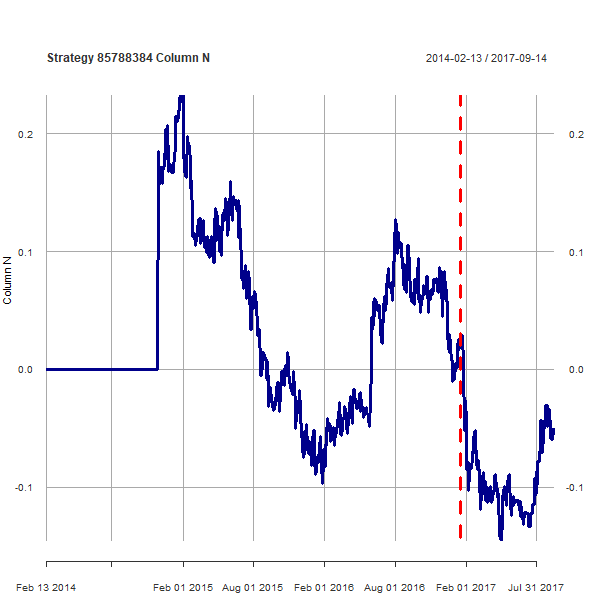 Strategy 85788384 Column N
2014-02-13 / 2017-09-14
Column N
0.2
0.1
0.0
-0.1
0.2
0.1
0.0
-0.1
Feb 13 2014
Feb 01 2015
Aug 01 2015
Feb 01 2016
Aug 01 2016
Feb 01 2017
Jul 31 2017